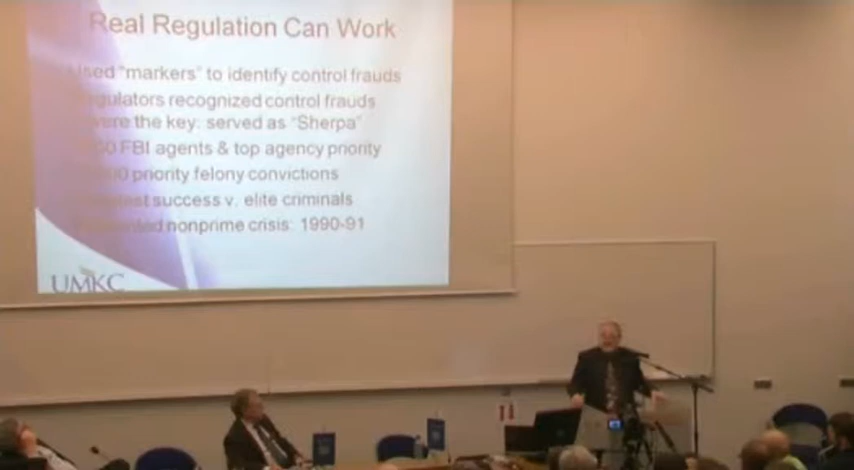 Real Regulation Can Work
Used "markers" to identify control frauds
Regulators recognized control frauds
were the key: served as "Sherpa"
FBI agents & top agency priority
priority felony convictions
success v. elite criminals
nonprime crisis: 1990-91
UMKC